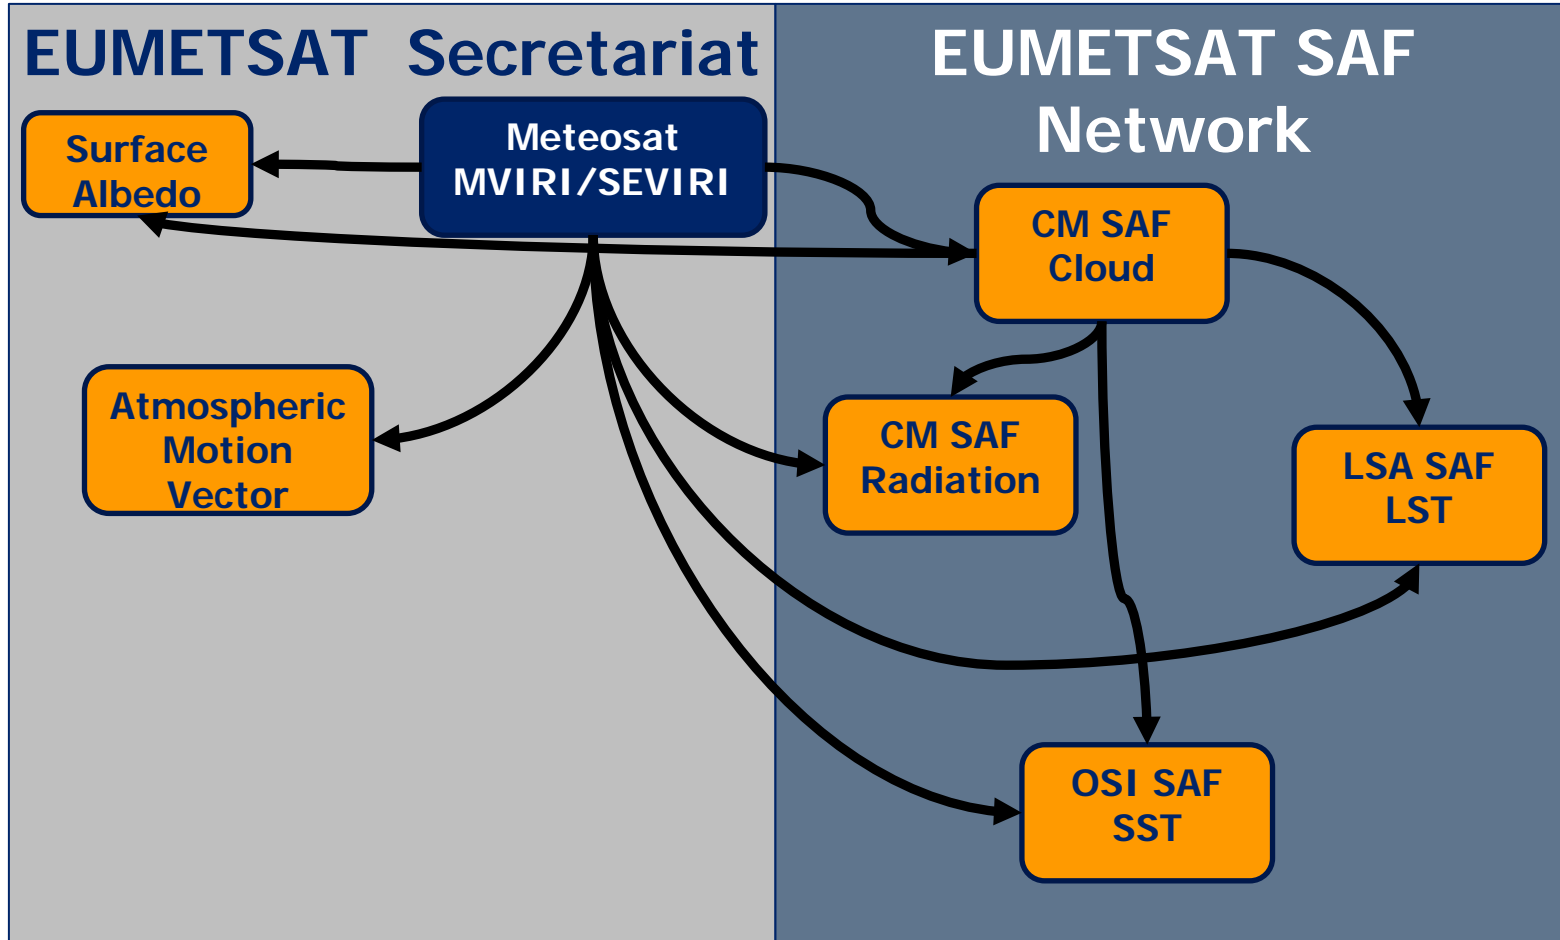 EUMETSAT Secretariat
EUMETSAT SAF
Network
Surface
Albedo
Meteosat
MVIRI/SEVIRI
CM SAF
Cloud
Atmospheric
Motion
Vector
CM SAF
Radiation
LSA SAF
LST
OSI SAF
SST